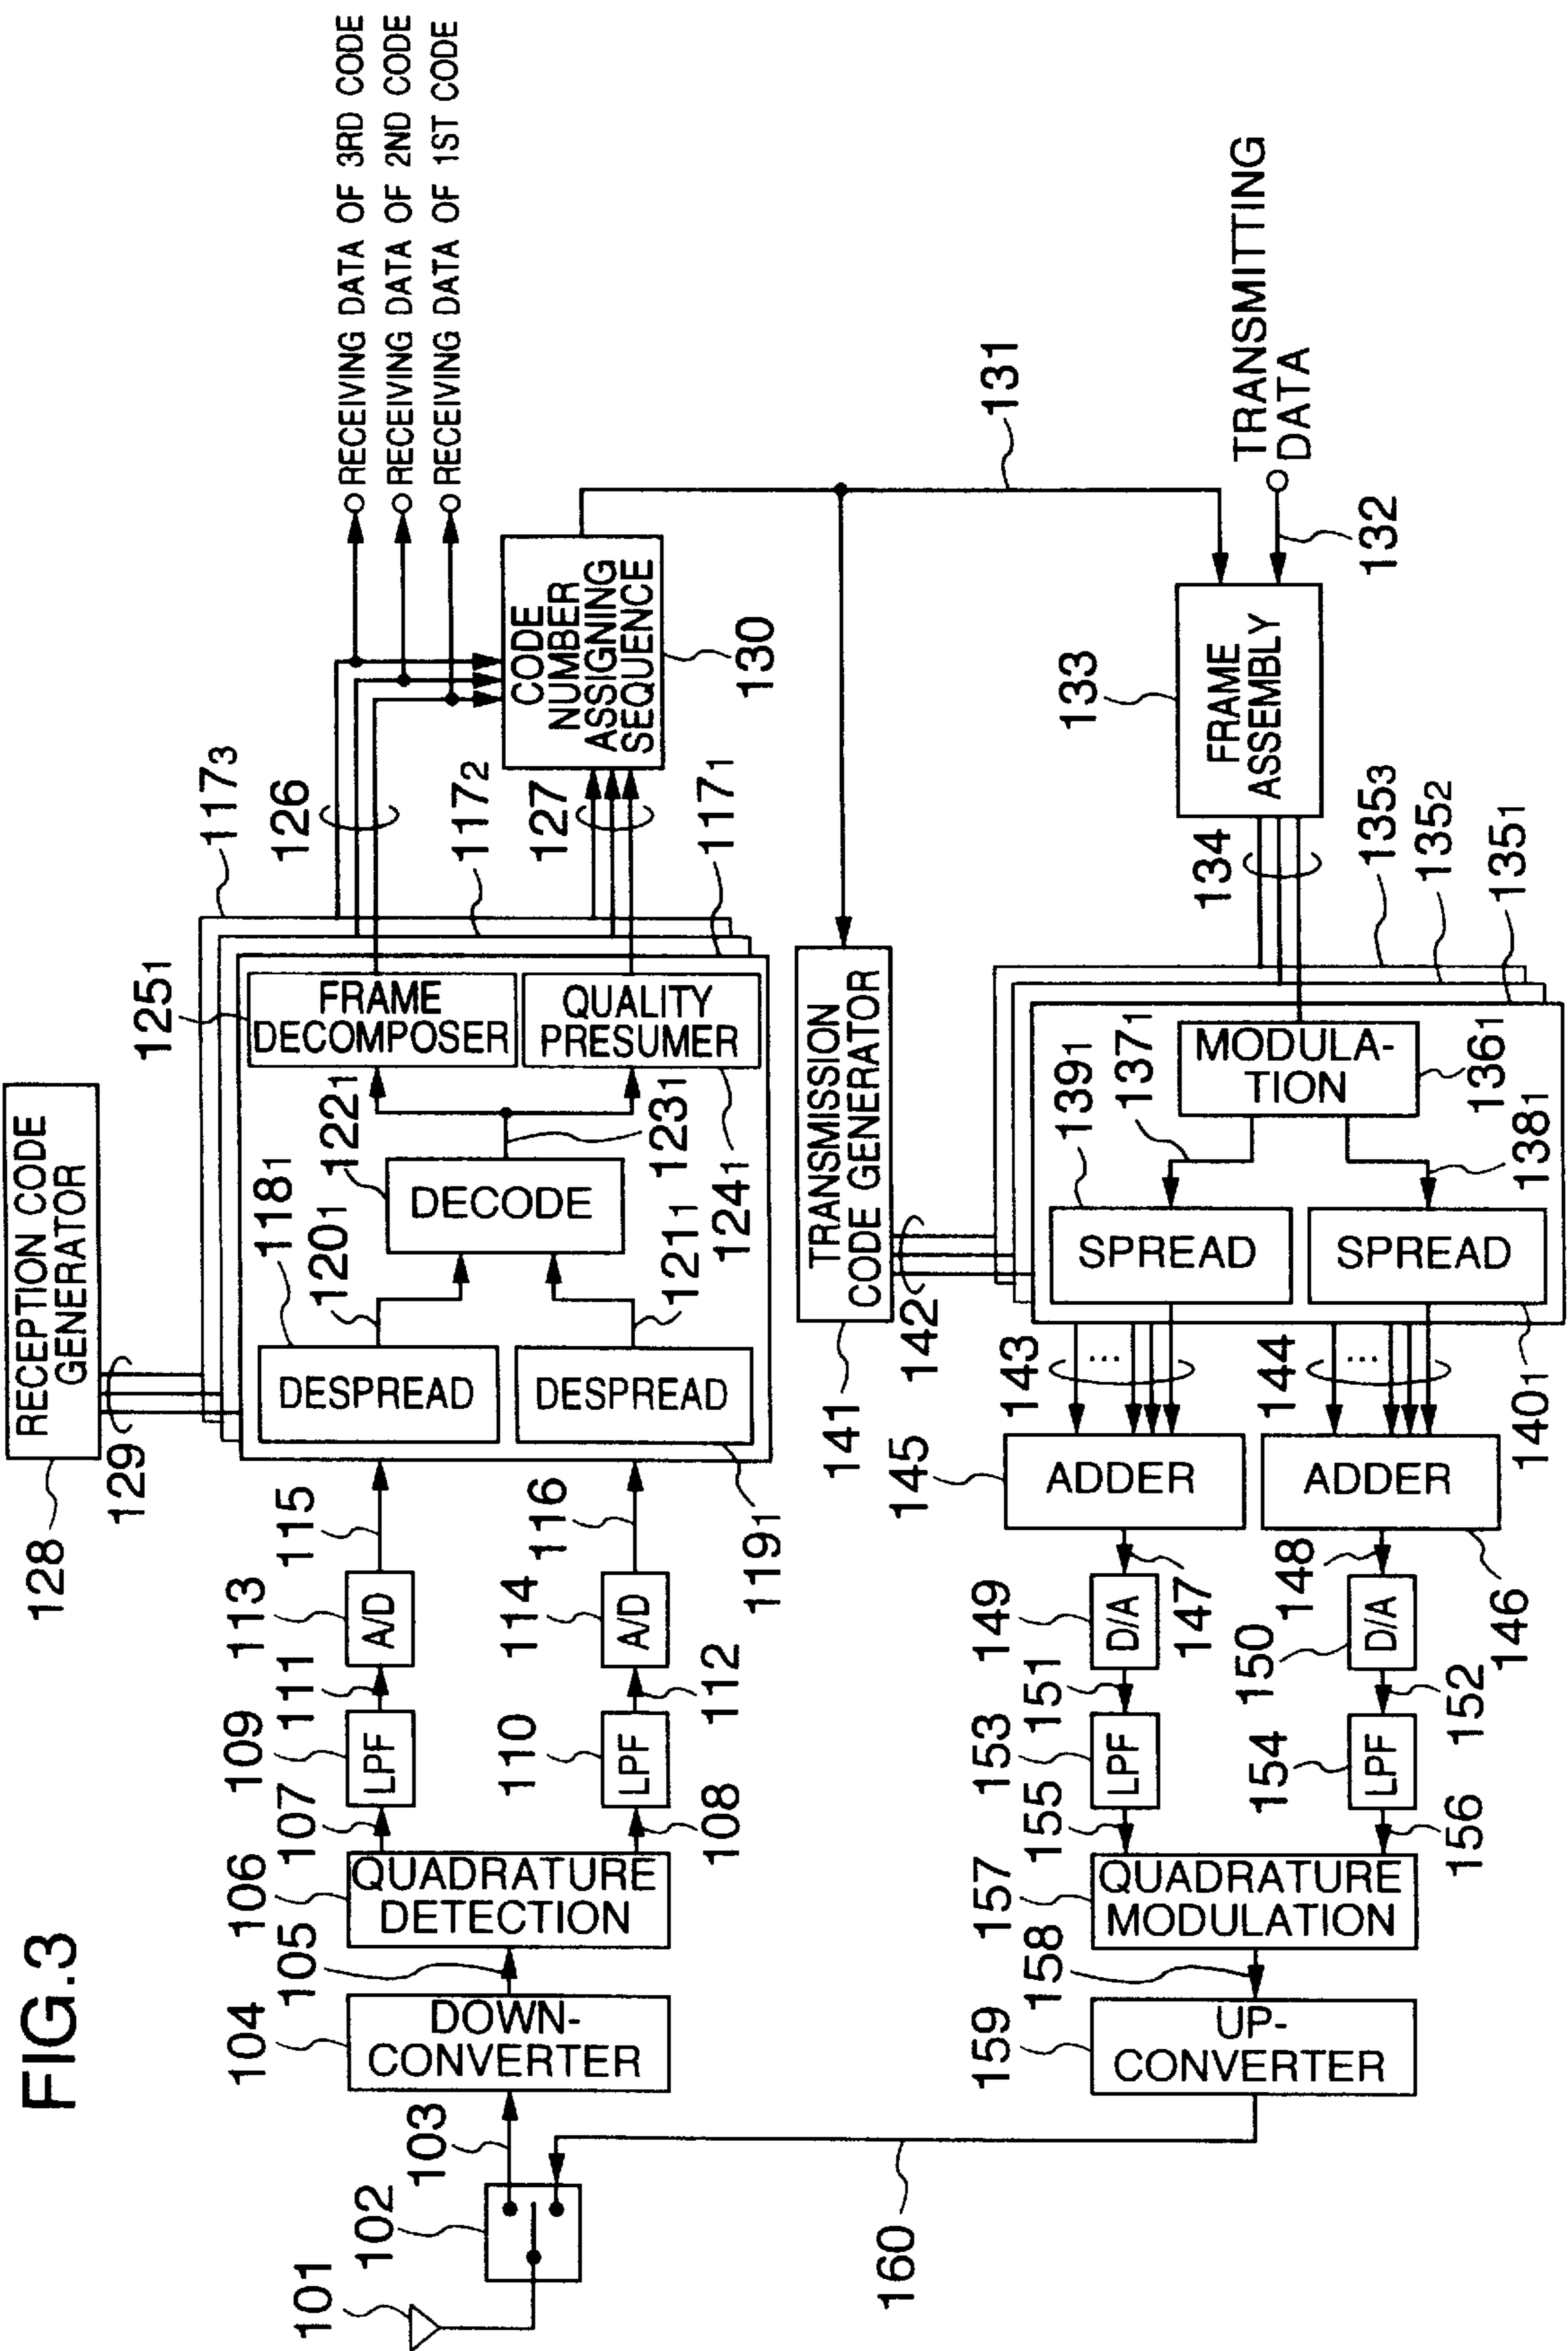 FIG.3
101
102
103
104
DOWN-
CONVERTER
105
106
QUADRATURE
DETECTION
107
108
109
LPF
110
LPF
111
112
113
A/D
114
A/D
115
116
128
RECEPTION CODE
GENERATOR
129
117₃
117₂
117₁
118₁
DESPREAD
DESPREAD
119₁
120₁
121₁
122₁
DECODE
123₁
124₁
125₁
FRAME
DECOMPOSER
QUALITY
PRESUMER
126
127
CODE
NUMBER
ASSIGNING
SEQUENCE
130
RECEIVING DATA OF 3RD CODE
RECEIVING DATA OF 2ND CODE
RECEIVING DATA OF 1ST CODE
131
TRANSMITTING
DATA
132
133
FRAME
ASSEMBLY
134
135₃
135₂
135₁
MODULA-
TION
136₁
137₁
138₁
139₁
SPREAD
SPREAD
140₁
TRANSMISSION
CODE GENERATOR
141
142
143
...
144
...
145
ADDER
ADDER
146
147
148
149
D/A
150
D/A
151
152
153
LPF
154
LPF
155
156
157
QUADRATURE
MODULATION
158
159
UP-
CONVERTER
160